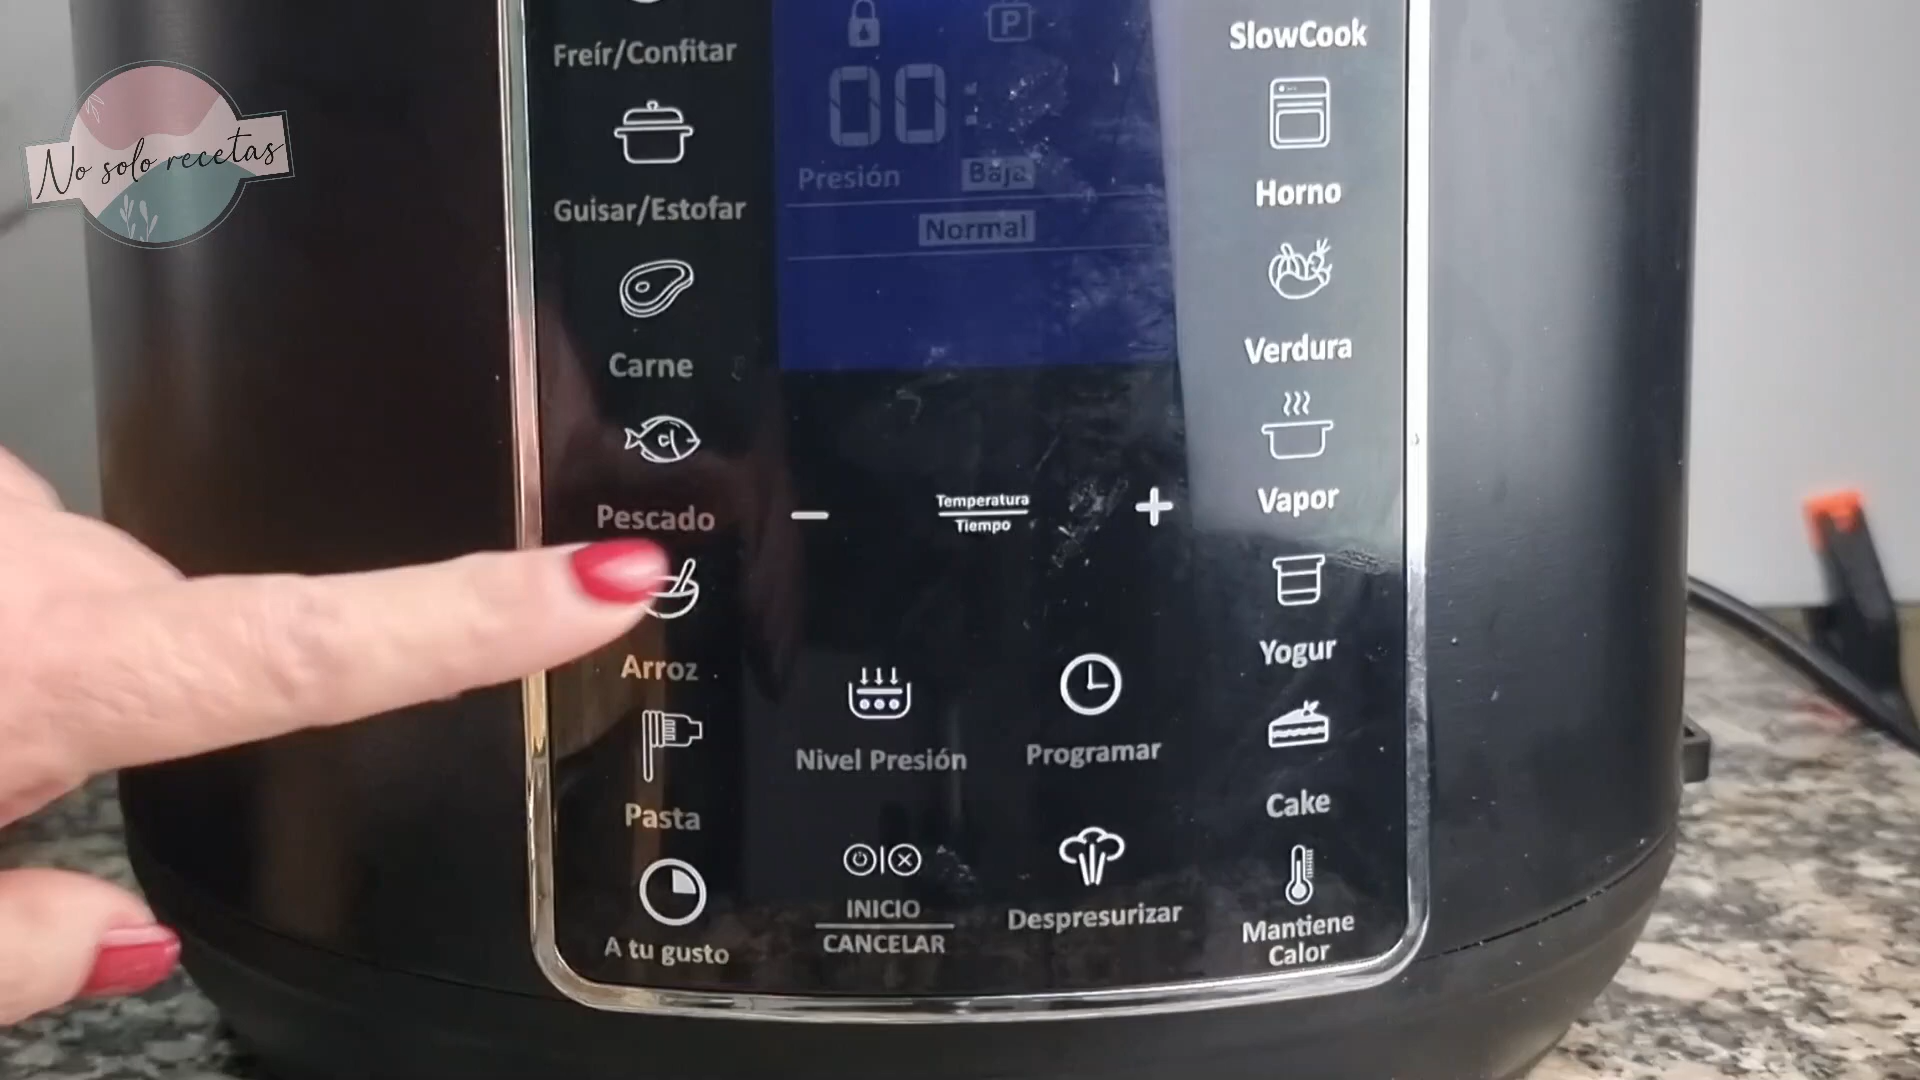 No solo recetas
Freír/Confitar
Guisar/Estofar
Carne
Pescado
Arroz
Pasta
A tu gusto
P
00:
Presión Baja
Normal
Temperatura
Tiempo
Nivel Presión
Programar
INICIO
CANCELAR
Despresurizar
SlowCook
Horno
Verdura
Vapor
Yogur
Cake
Mantiene
Calor